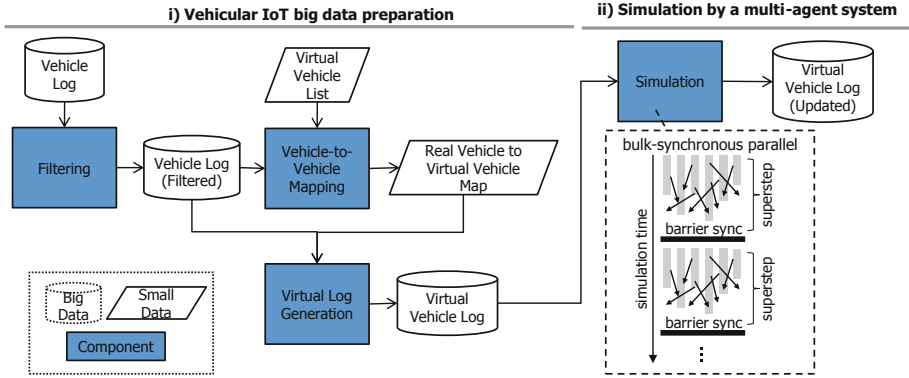 i) Vehicular IoT big data preparation
ii) Simulation by a multi-agent system
Vehicle
Log
Virtual
Vehicle
List
Simulation
Virtual
Vehicle Log
(Updated)
Filtering
Vehicle Log
(Filtered)
Vehicle-to-
Vehicle
Mapping
Real Vehicle to
Virtual Vehicle
Map
bulk-synchronous parallel
simulation time
superstep
barrier sync
superstep
barrier sync
Virtual Log
Generation
Virtual
Vehicle Log
Big
Data
Small
Data
Component